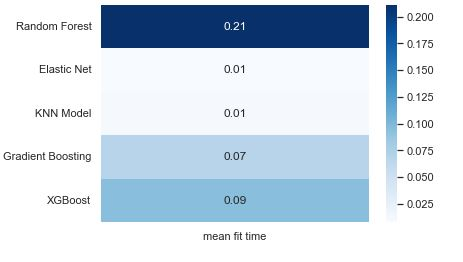 Random Forest 0.21
Elastic Net 0.01
KNN Model 0.01
Gradient Boosting 0.07
XGBoost 0.09
mean fit time
0.200
0.175
0.150
0.125
0.100
0.075
0.050
0.025